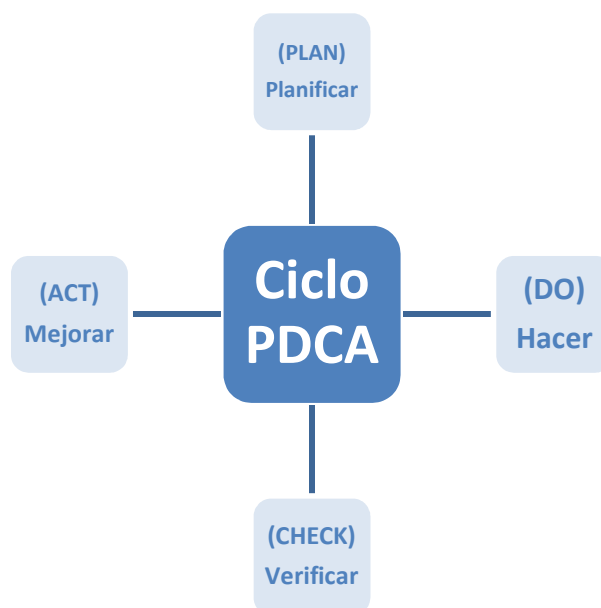 (PLAN)
Planificar
(ACT)
Mejorar
Ciclo
PDCA
(DO)
Hacer
(CHECK)
Verificar